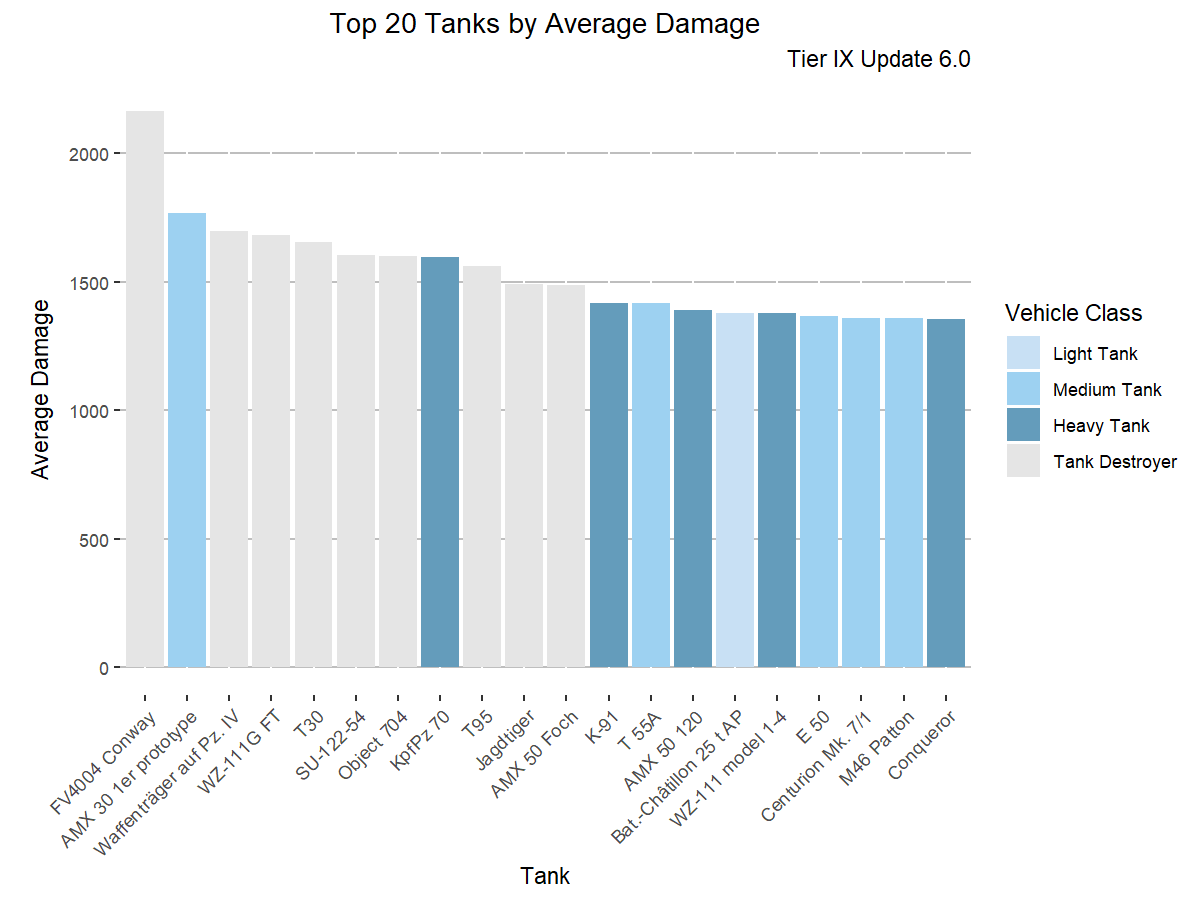 Top 20 Tanks by Average Damage
Tier IX Update 6.0
Average Damage
2000
1500
1000
500
0
FV4004 Conway
AMX 30 1er prototype
Waffenträger auf Pz. IV
WZ-111G FT
T30
SU-122-54
Object 704
KpfPz 70
T95
Jagdtiger
AMX 50 Foch
K-91
T 55A
AMX 50 120
Bat.-Châtillon 25 t AP
WZ-111 model 1-4
E 50
Centurion Mk. 7/1
M46 Patton
Conqueror
Tank
Vehicle Class
Light Tank
Medium Tank
Heavy Tank
Tank Destroyer